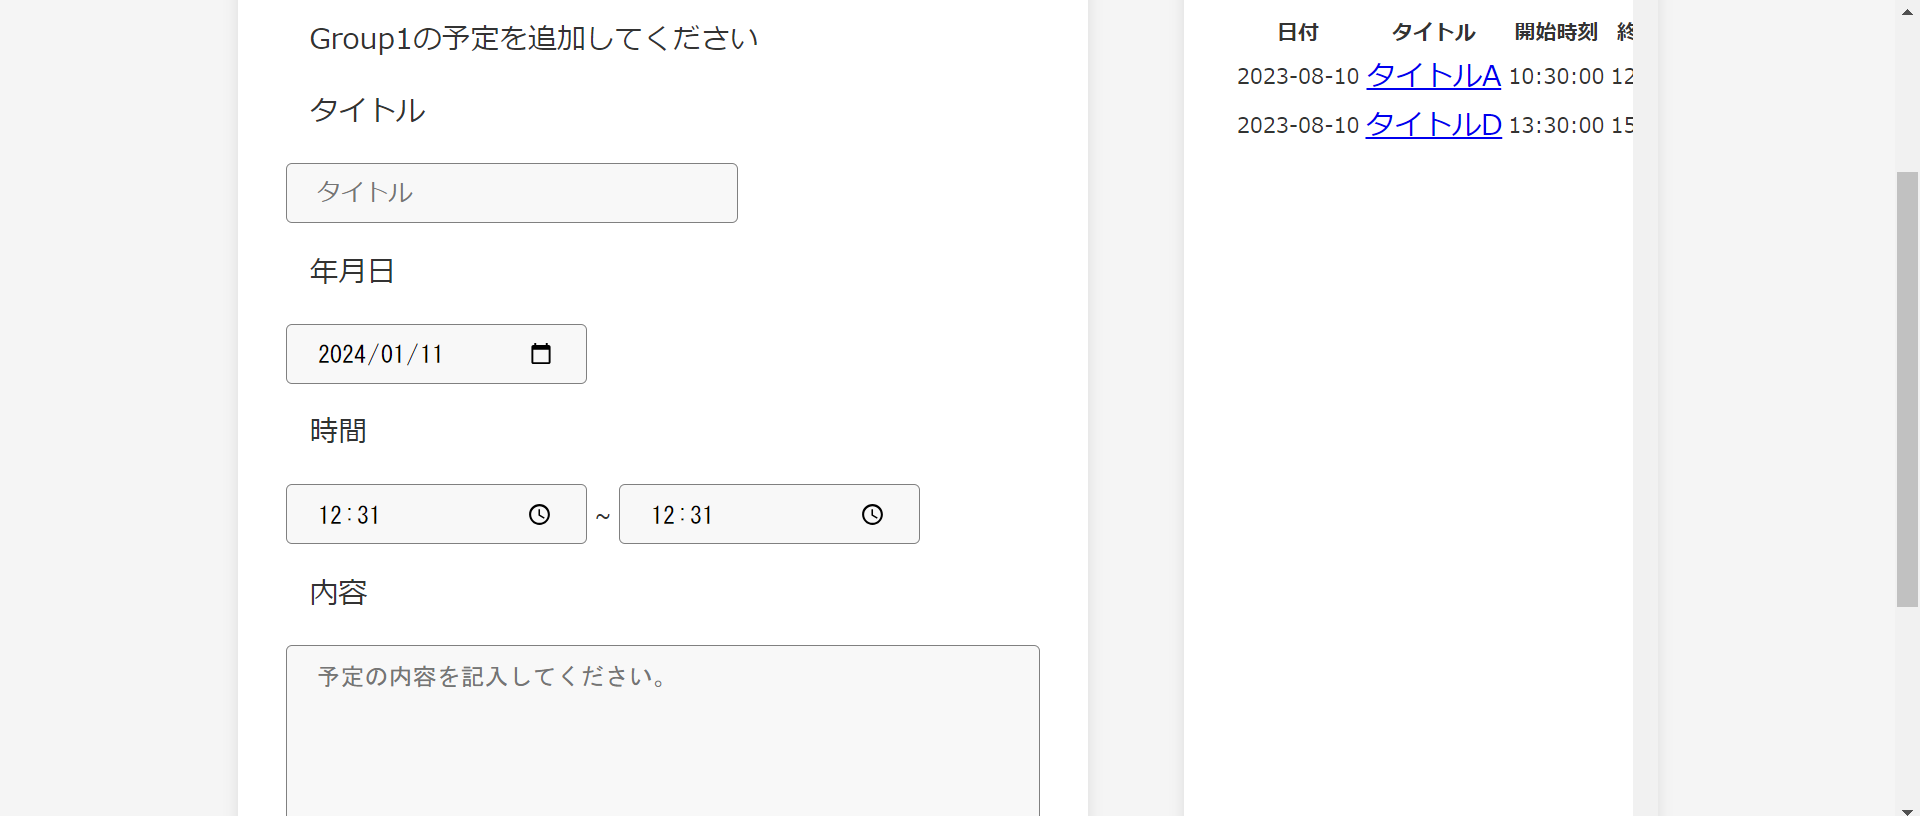 Group1の予定を追加してください
タイトル
タイトル
年月日
2024/01/11
時間
12:31 ~ 12:31
内容
予定の内容を記入してください。
日付 タイトル 開始時刻 終
2023-08-10 タイトルA 10:30:00 12
2023-08-10 タイトルD 13:30:00 15